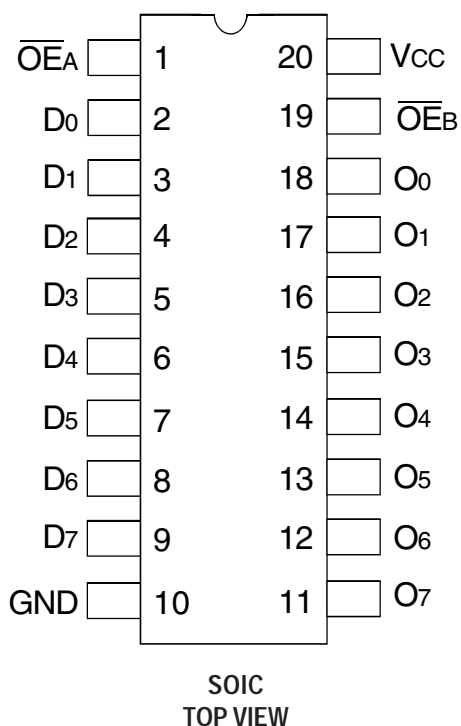 OEA 1 20 VCC
D0 2 19 OEB
D1 3 18 O0
D2 4 17 O1
D3 5 16 O2
D4 6 15 O3
D5 7 14 O4
D6 8 13 O5
D7 9 12 O6
GND 10 11 O7
SOIC
TOP VIEW